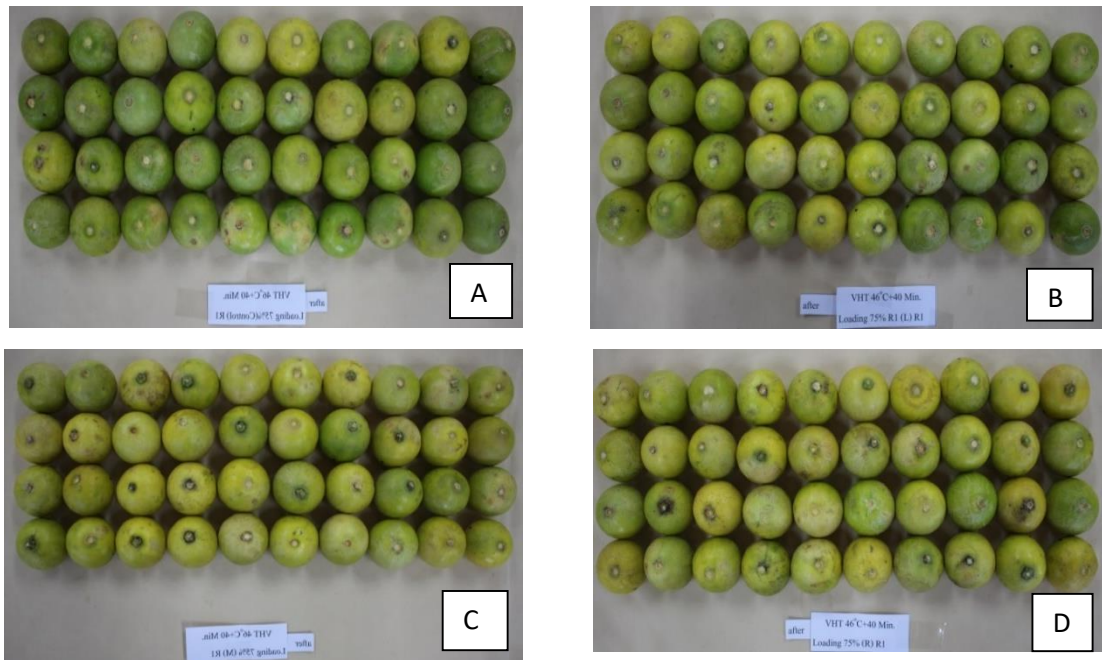 A
VHT 46°C+40 Min.
after
Loading 75%(Control) R1
B
after
VHT 46°C+40 Min.
Loading 75% R1 (L) R1
C
VHT 46°C+40 Min.
after
Loading 75% (M) R1
D
after
VHT 46°C+40 Min.
Loading 75% (R) R1